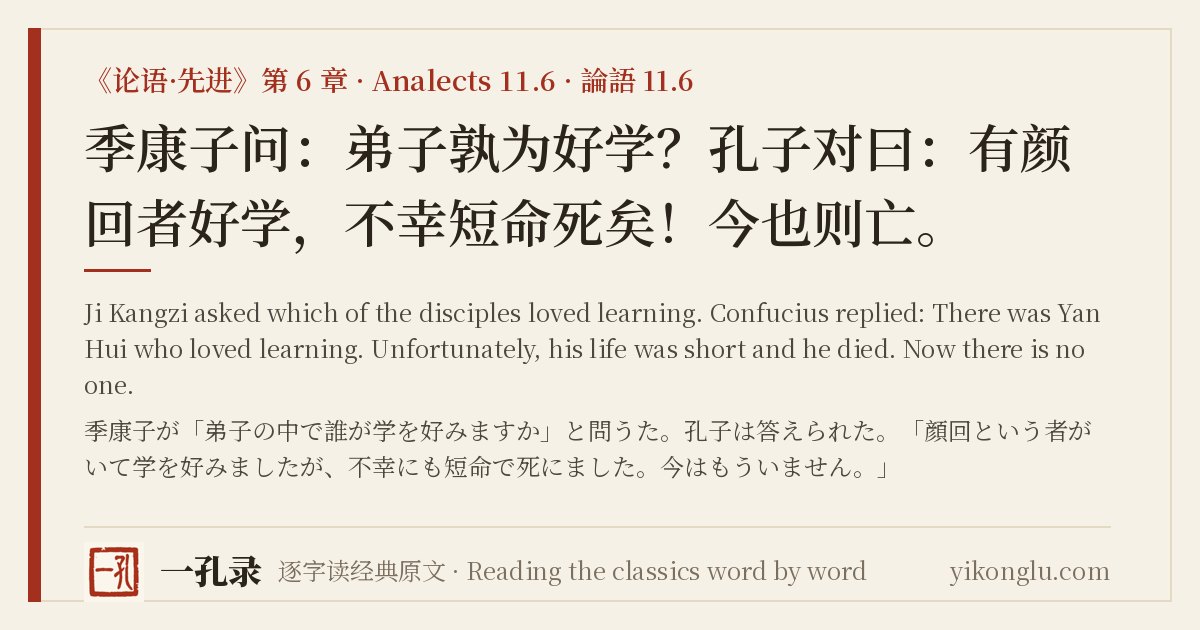 《论语·先进》第 6 章 · Analects 11.6 · 論語 11.6
季康子问：弟子孰为好学？孔子对曰：有颜
回者好学，不幸短命死矣！今也则亡。
Ji Kangzi asked which of the disciples loved learning. Confucius replied: There was Yan
Hui who loved learning. Unfortunately, his life was short and he died. Now there is no
one.
季康子が「弟子の中で誰が学を好みますか」と問うた。孔子は答えられた。「顔回という者が
いて学を好みましたが、不幸にも短命で死にました。今はもういません。」
一孔
一孔录 逐字读经典原文 · Reading the classics word by word yikonglu.com